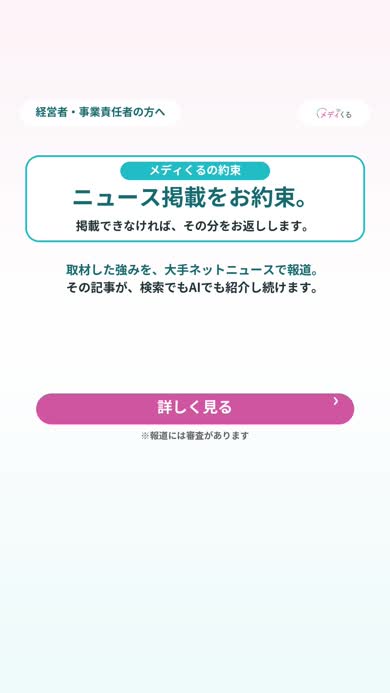 経営者・事業責任者の方へ
メディくる
メディくるの約束
ニュース掲載をお約束。
掲載できなければ、その分をお返しします。
取材した強みを、大手ネットニュースで報道。
その記事が、検索でもAIでも紹介し続けます。
詳しく見る
※報道には審査があります